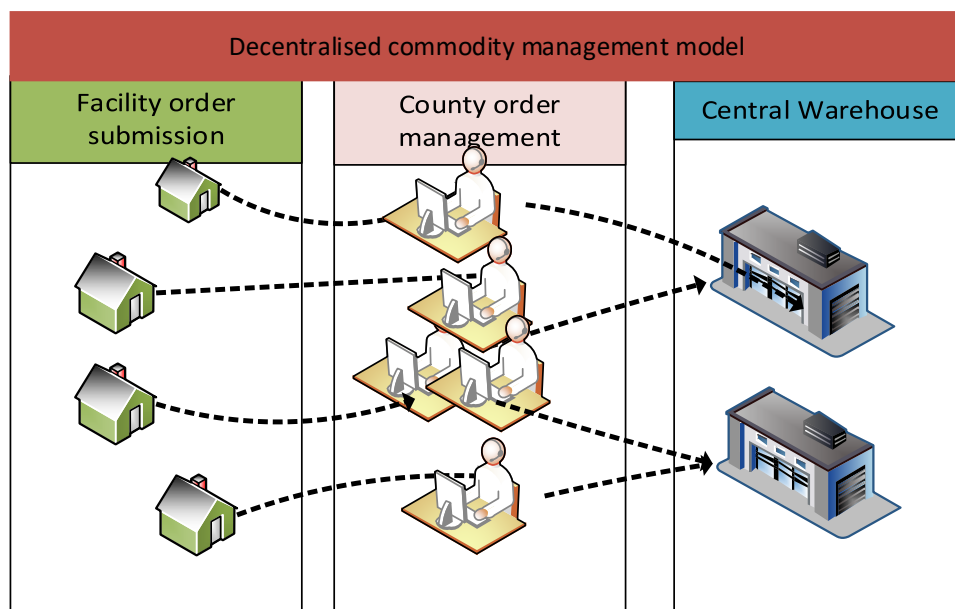 Decentralised commodity management model
Facility order
submission
County order
management
Central Warehouse